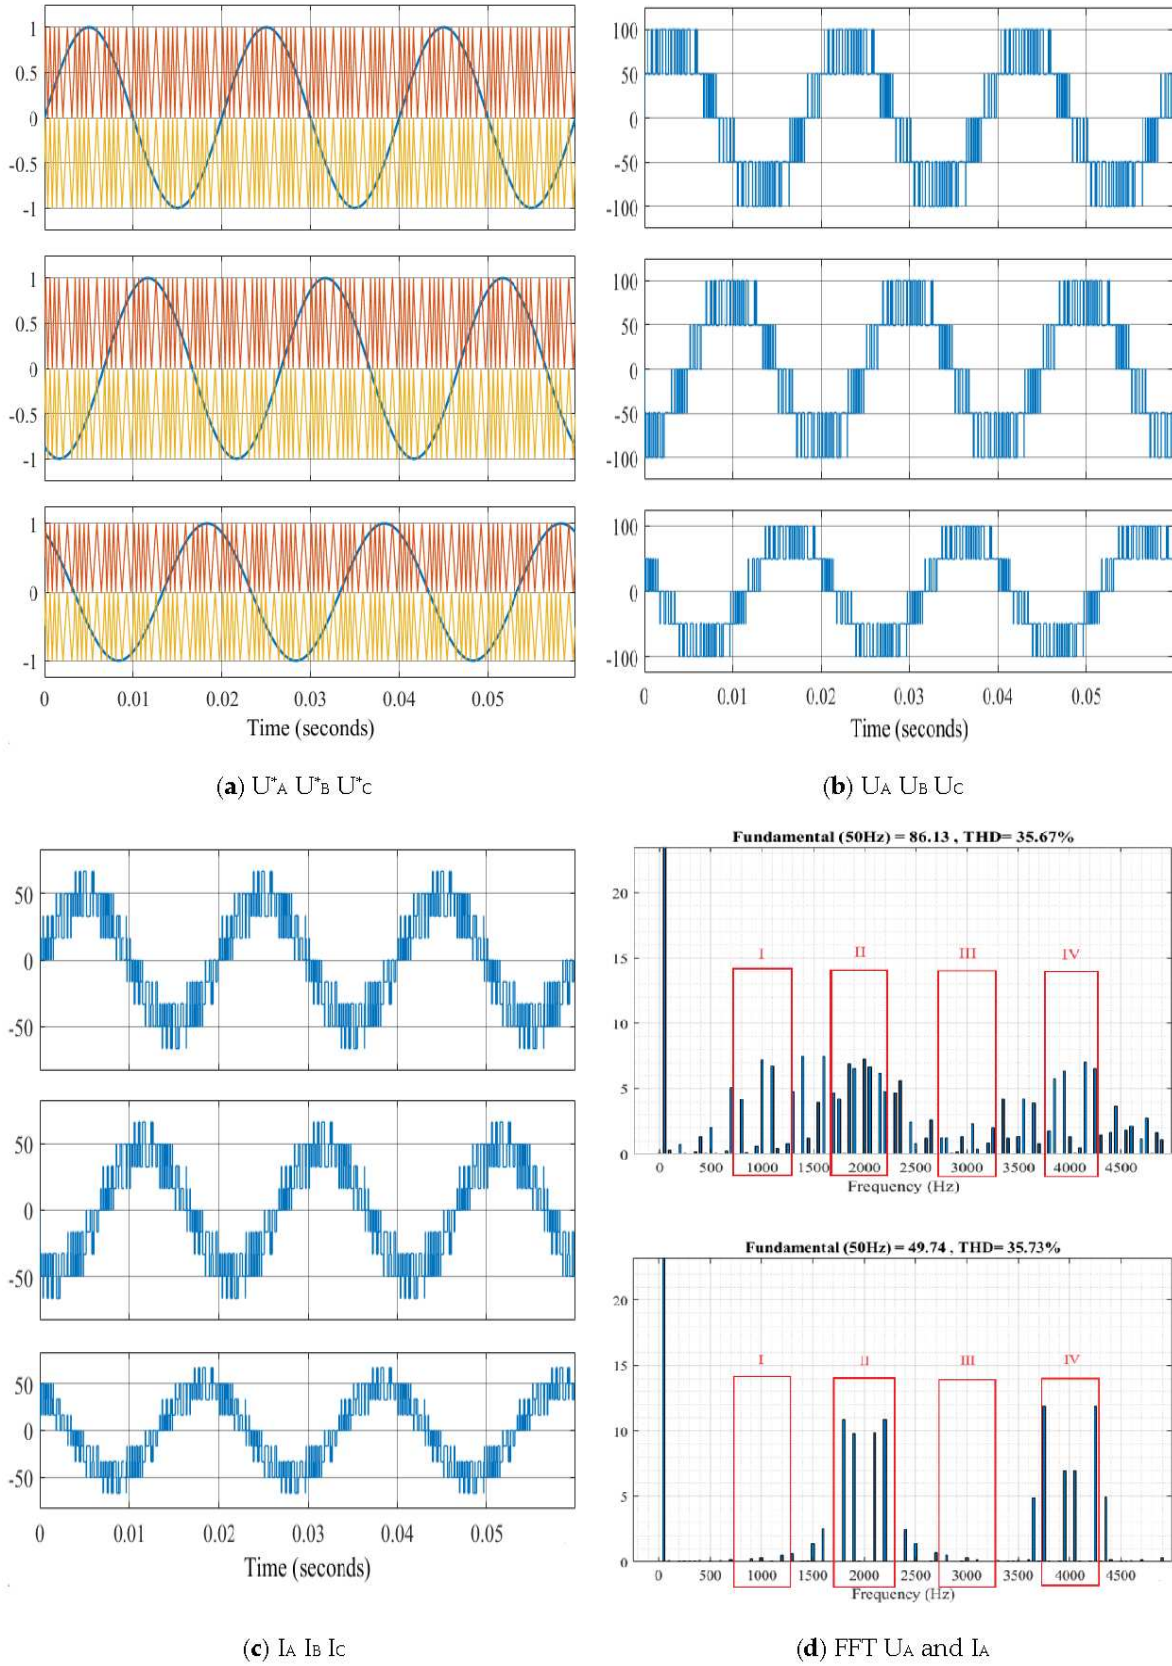 1
0.5
0
-0.5
-1
1
0.5
0
-0.5
-1
1
0
-1
0 0.01 0.02 0.03 0.04 0.05
Time (seconds)
(a) U*A U*B U*C
100
50
0
-50
-100
100
50
0
-50
-100
100
0
-100
0 0.01 0.02 0.03 0.04 0.05
Time (seconds)
(b) UA UB UC
50
0
-50
50
0
-50
50
0
-50
0 0.01 0.02 0.03 0.04 0.05
Time (seconds)
(c) IA IB IC
Fundamental (50Hz) = 86.13 , THD= 35.67%
20
15
10
5
0
I II III IV
0 500 1000 1500 2000 2500 3000 3500 4000 4500
Frequency (Hz)
Fundamental (50Hz) = 49.74 , THD= 35.73%
20
15
10
5
0
I II III IV
0 500 1000 1500 2000 2500 3000 3500 4000 4500
Frequency (Hz)
(d) FFT UA and IA